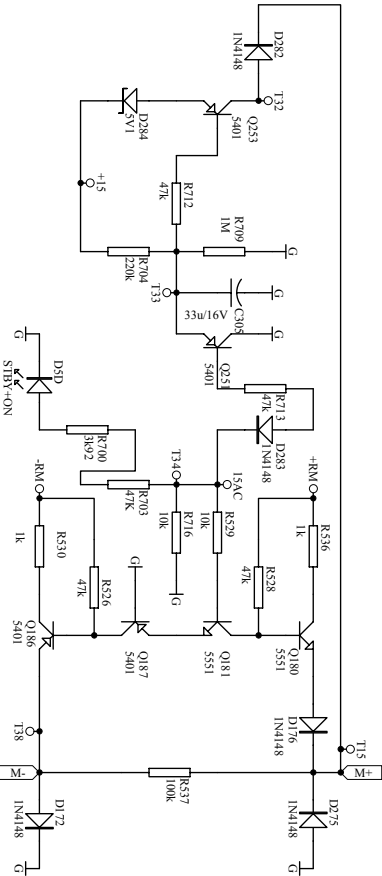 D282
1N4148
T32
Q253
5401
D284
5V1
+15
R712
47k
R709
1M
G
R704
220k
T33
C305
33u/16V
G
G
Q251
5401
R713
47k
D283
1N4148
G
D5D
STBY+ON
R700
3k92
R703
47K
T34
15AC
R716
10k
G
R529
10k
+RM
R536
1k
R528
47k
-RM
R530
1k
R526
47k
G
Q186
5401
Q187
5401
Q181
5551
Q180
5551
T38
D176
1N4148
T15
M-
R537
100k
M+
D172
1N4148
G
D275
1N4148
G